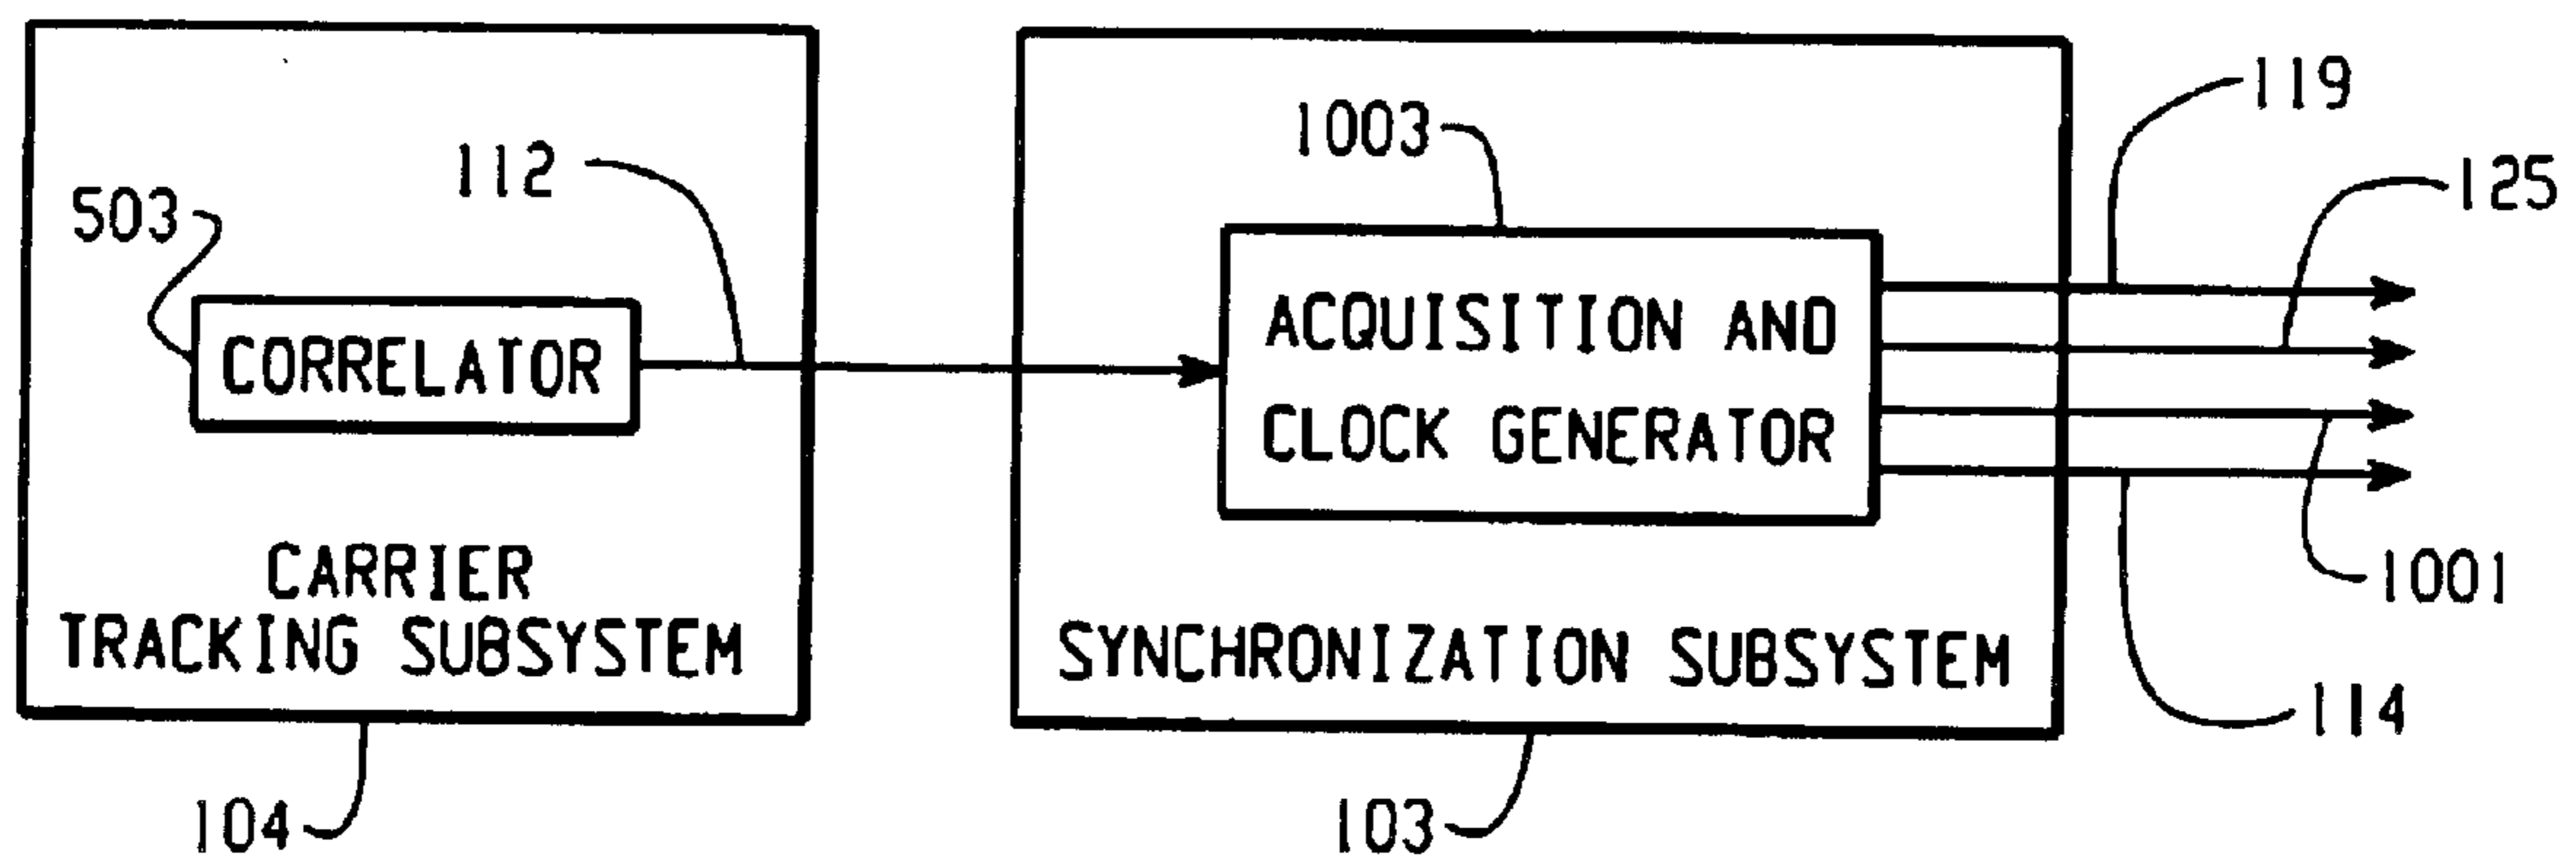 119
1003
112
125
503
ACQUISITION AND
CLOCK GENERATOR
CORRELATOR
CARRIER
TRACKING SUBSYSTEM
1001
SYNCHRONIZATION SUBSYSTEM
114
104
103